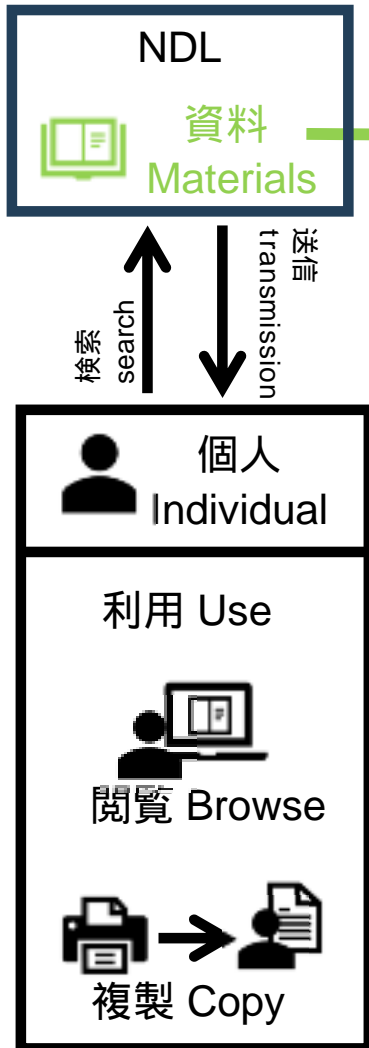 NDL
資料
Materials
検索
search
送信
transmission
個人
Individual
利用 Use
閲覧 Browse
複製 Copy